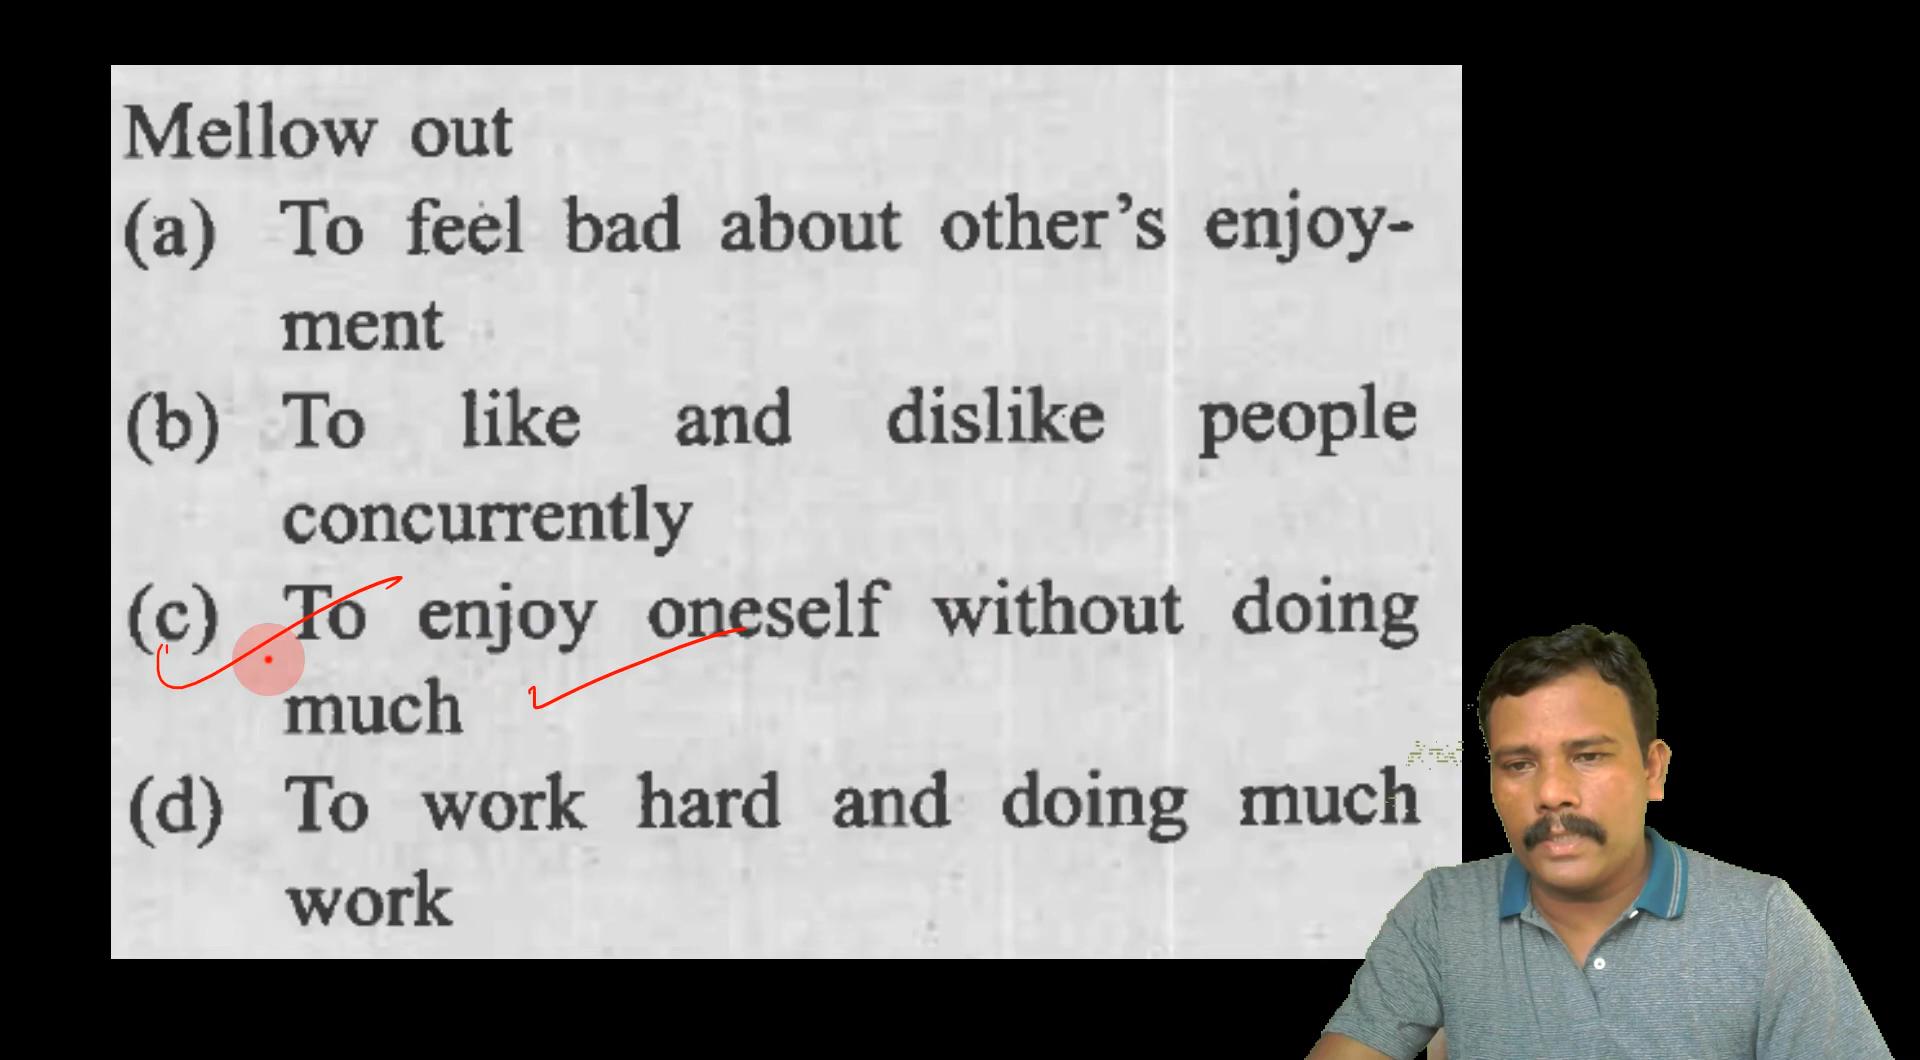 Mellow out
(a) To feel bad about other's enjoy-
ment
(b) To like and dislike people
concurrently
(c) To enjoy oneself without doing
much
(d) To work hard and doing much
work